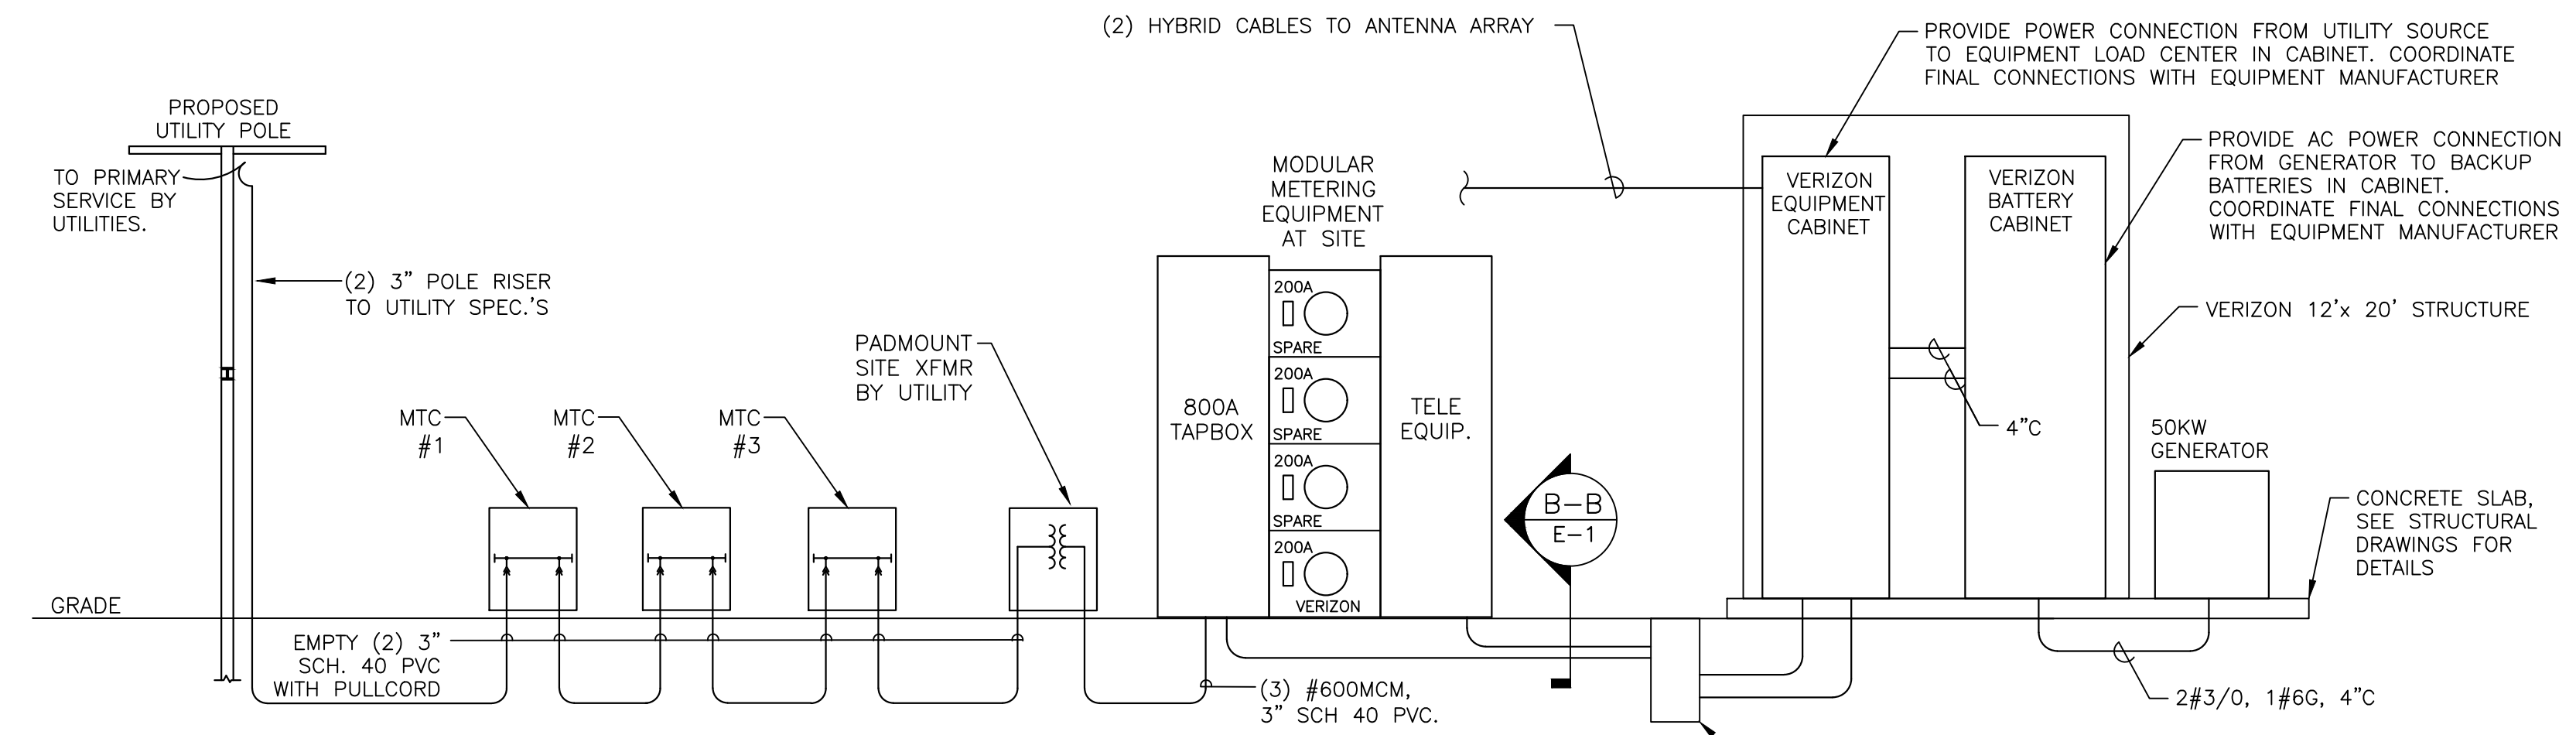 (2) HYBRID CABLES TO ANTENNA ARRAY
PROVIDE POWER CONNECTION FROM UTILITY SOURCE
TO EQUIPMENT LOAD CENTER IN CABINET. COORDINATE
FINAL CONNECTIONS WITH EQUIPMENT MANUFACTURER
PROPOSED
UTILITY POLE
TO PRIMARY
SERVICE BY
UTILITIES.
(2) 3" POLE RISER
TO UTILITY SPEC.'S
MODULAR
METERING
EQUIPMENT
AT SITE
VERIZON
EQUIPMENT
CABINET
VERIZON
BATTERY
CABINET
PROVIDE AC POWER CONNECTION
FROM GENERATOR TO BACKUP
BATTERIES IN CABINET.
COORDINATE FINAL CONNECTIONS
WITH EQUIPMENT MANUFACTURER
VERIZON 12'x 20' STRUCTURE
PADMOUNT
SITE XFMR
BY UTILITY
MTC
#1
MTC
#2
MTC
#3
800A
TAPBOX
200A
SPARE
200A
SPARE
200A
SPARE
200A
VERIZON
TELE
EQUIP.
B-B
E-1
4"C
50KW
GENERATOR
CONCRETE SLAB,
SEE STRUCTURAL
DRAWINGS FOR
DETAILS
GRADE
EMPTY (2) 3"
SCH. 40 PVC
WITH PULLCORD
(3) #600MCM,
3" SCH 40 PVC.
2#3/0, 1#6G, 4"C